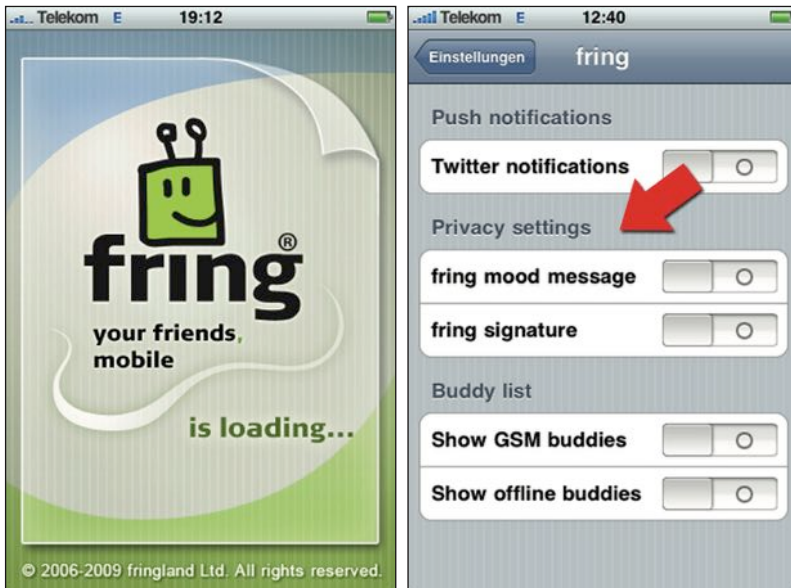 Telekom E 19:12
fring®
your friends,
mobile
is loading...
© 2006-2009 fringland Ltd. All rights reserved.
Telekom E 12:40
Einstellungen fring
Push notifications
Twitter notifications
Privacy settings
fring mood message
fring signature
Buddy list
Show GSM buddies
Show offline buddies